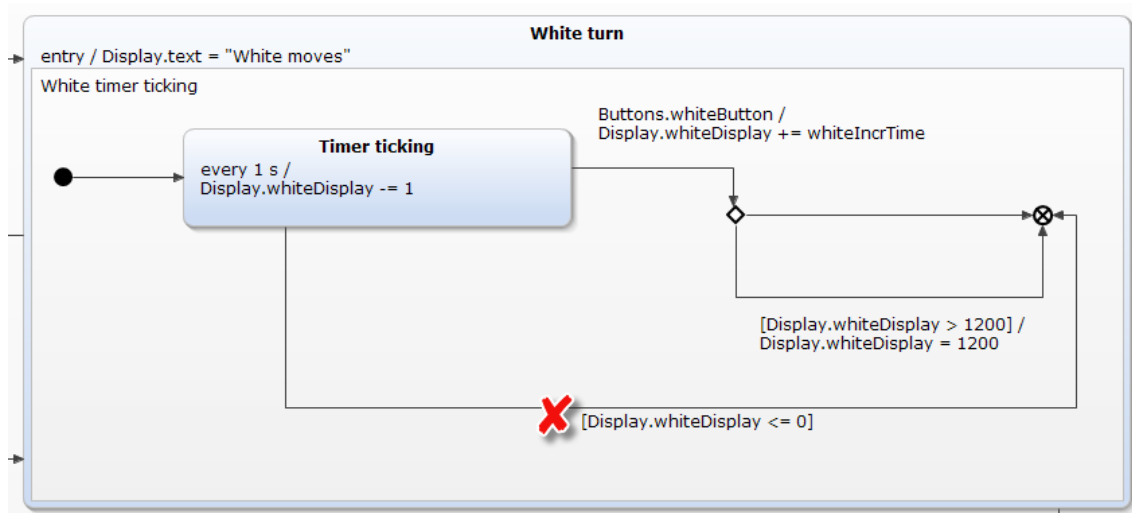 White turn
entry / Display.text = "White moves"
White timer ticking
Buttons.whiteButton /
Display.whiteDisplay += whiteIncrTime
Timer ticking
every 1 s /
Display.whiteDisplay -= 1
[Display.whiteDisplay > 1200] /
Display.whiteDisplay = 1200
[Display.whiteDisplay <= 0]